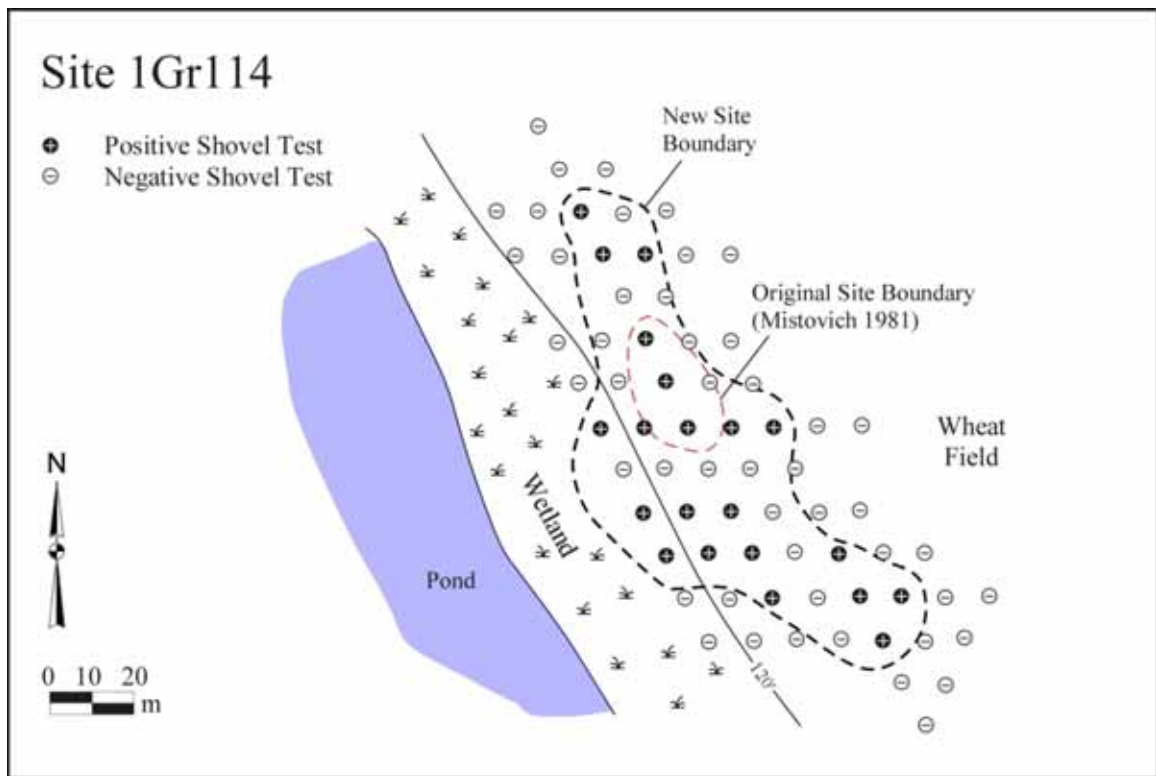 Site 1Gr114
Positive Shovel Test
Negative Shovel Test
New Site
Boundary
Original Site Boundary
(Mistovich 1981)
Wheat
Field
N
Wetland
Pond
120'
0 10 20
m